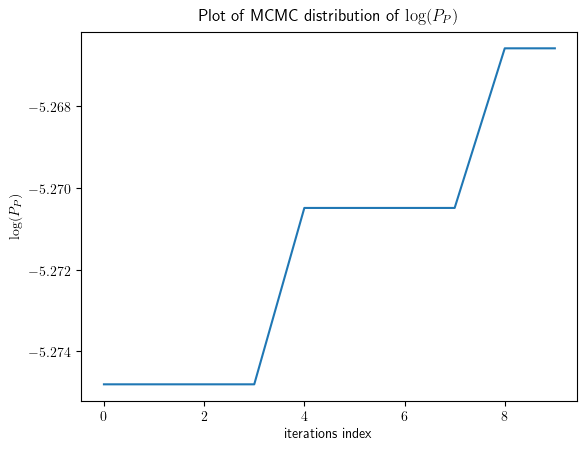 Plot of MCMC distribution of log(P_P)
−5.268
−5.270
−5.272
−5.274
log(P_P)
0 2 4 6 8
iterations index